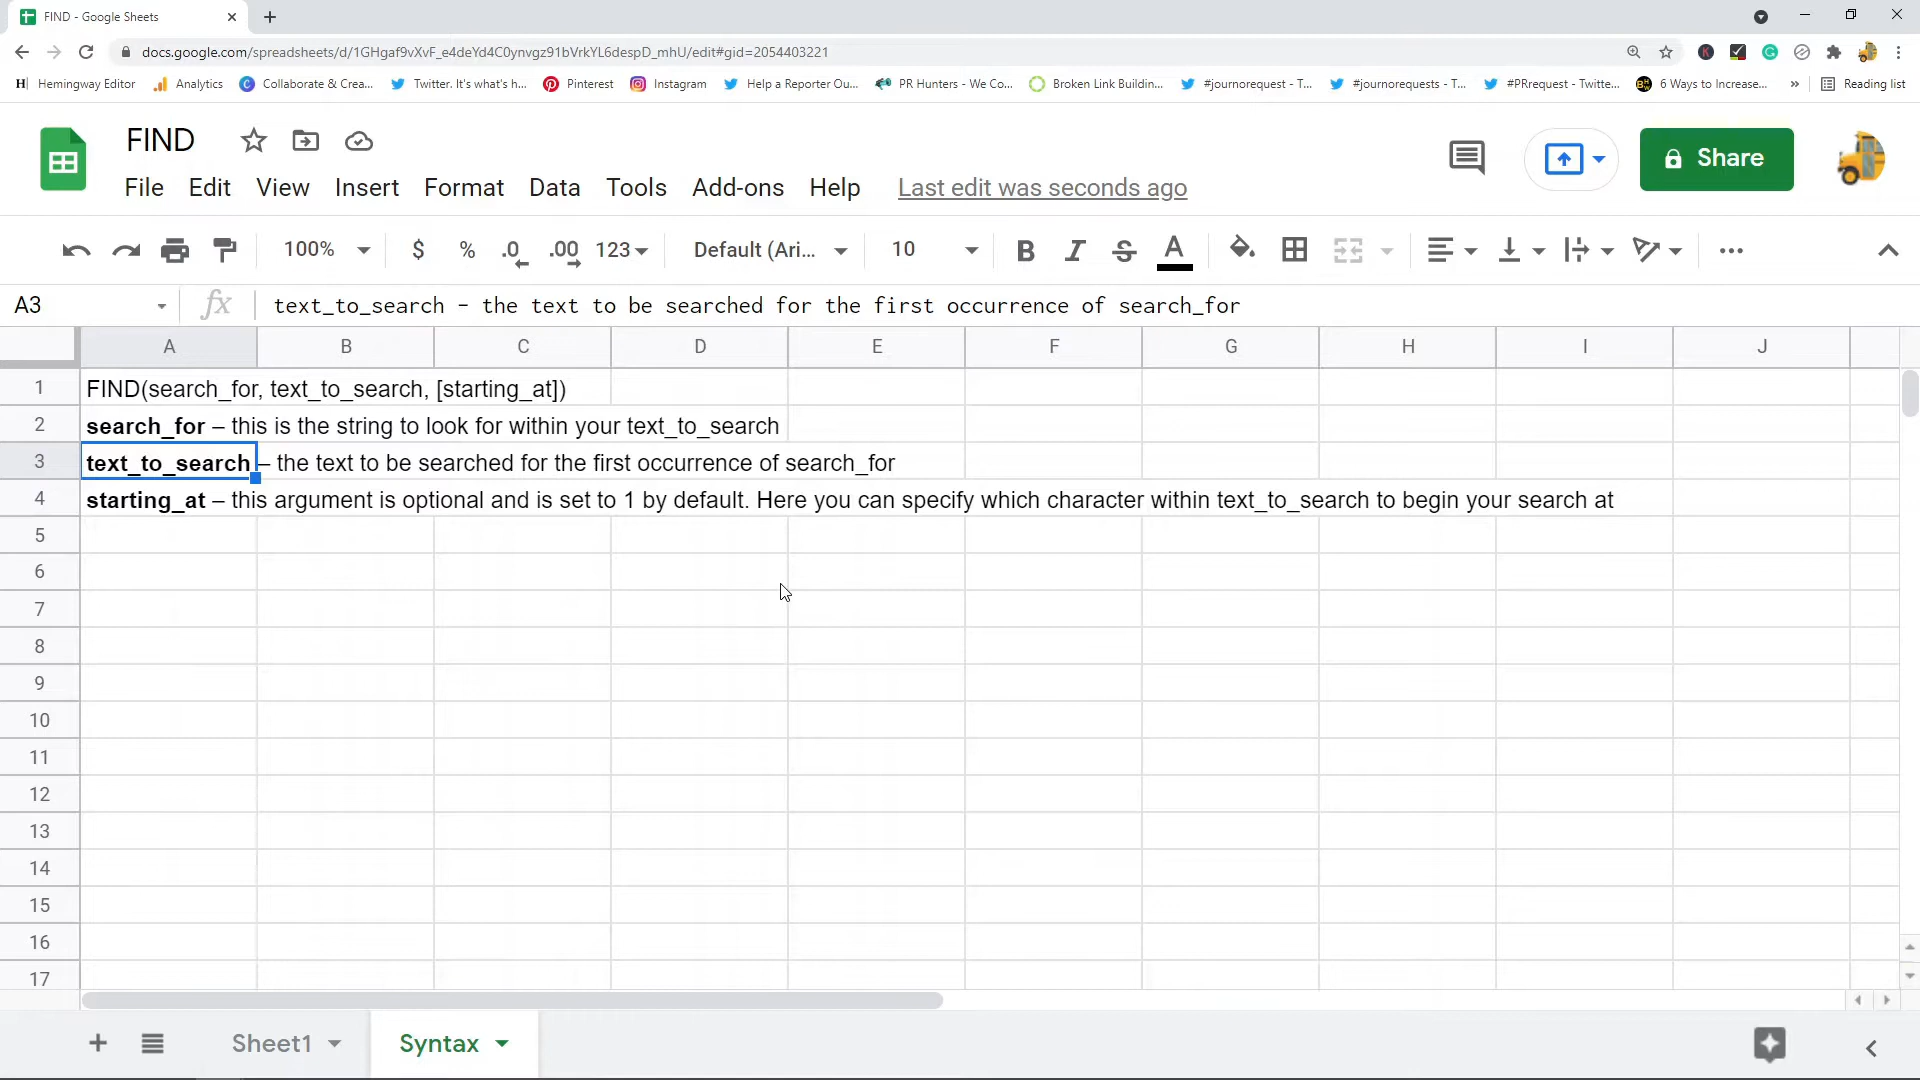 FIND - Google Sheets
docs.google.com/spreadsheets/d/1GHgaf9vXvF_e4deYd4C0ynvgz91bVrkYL6despD_mhU/edit#gid=2054403221
Hemingway Editor Analytics Collaborate & Crea... Twitter. It's what's h... Pinterest Instagram Help a Reporter Ou... PR Hunters - We Co... Broken Link Building... #journorequest - T... #journorequests - T... #PRrequest - Twitte... 6 Ways to Increase... » Reading list
FIND
Share
File Edit View Insert Format Data Tools Add-ons Help Last edit was seconds ago
100% $ % .0 .00 123 Default (Ari... 10 B I S A
A3 fx text_to_search – the text to be searched for the first occurrence of search_for
A B C D E F G H I J
1 FIND(search_for, text_to_search, [starting_at])
2 search_for – this is the string to look for within your text_to_search
3 text_to_search – the text to be searched for the first occurrence of search_for
4 starting_at – this argument is optional and is set to 1 by default. Here you can specify which character within text_to_search to begin your search at
5
6
7
8
9
10
11
12
13
14
15
16
17
Sheet1 Syntax